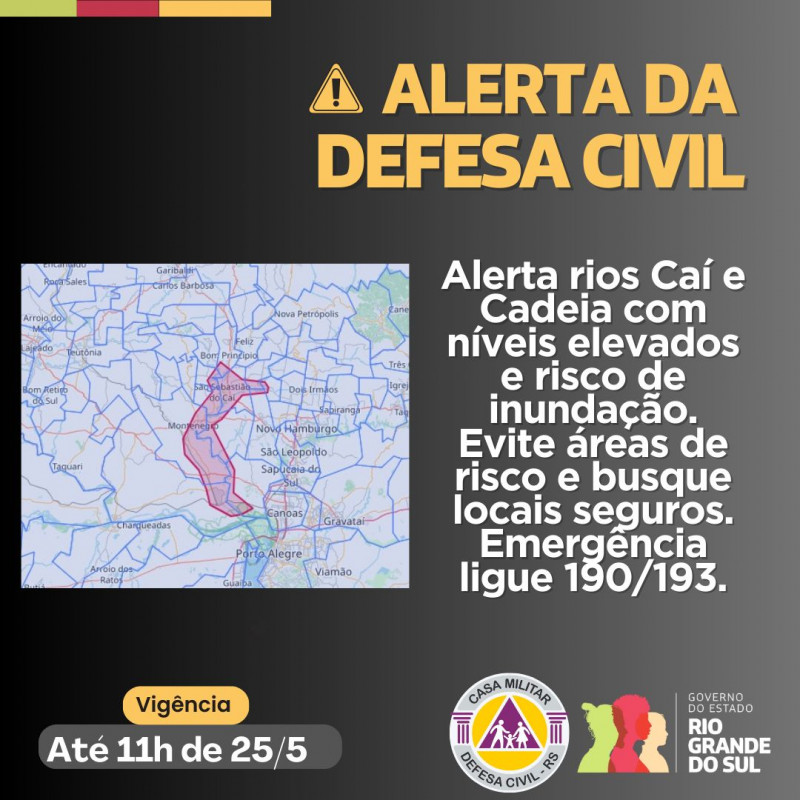 ALERTA DA
DEFESA CIVIL
Alerta rios Caí e
Cadeia com
níveis elevados
e risco de
inundação.
Evite áreas de
risco e busque
locais seguros.
Emergência
ligue 190/193.
Encantado
Garibaldi
Roca Sales
Carlos Barbosa
Nova Petrópolis
Arroio do
Meio
Lajeado
Teutônia
Feliz
Bom Princípio
São Sebastião
do Caí
Dois Irmãos
Bom Retiro
do Sul
Sapiranga
Montenegro
Novo Hamburgo
São Leopoldo
Taquari
Sapucaia do
Sul
Canoas
Charqueadas
Gravataí
Porto Alegre
Arroio dos
Ratos
Viamão
Guaíba
Vigência
Até 11h de 25/5
CASA MILITAR
DEFESA CIVIL - RS
GOVERNO
DO ESTADO
RIO
GRANDE
DO SUL